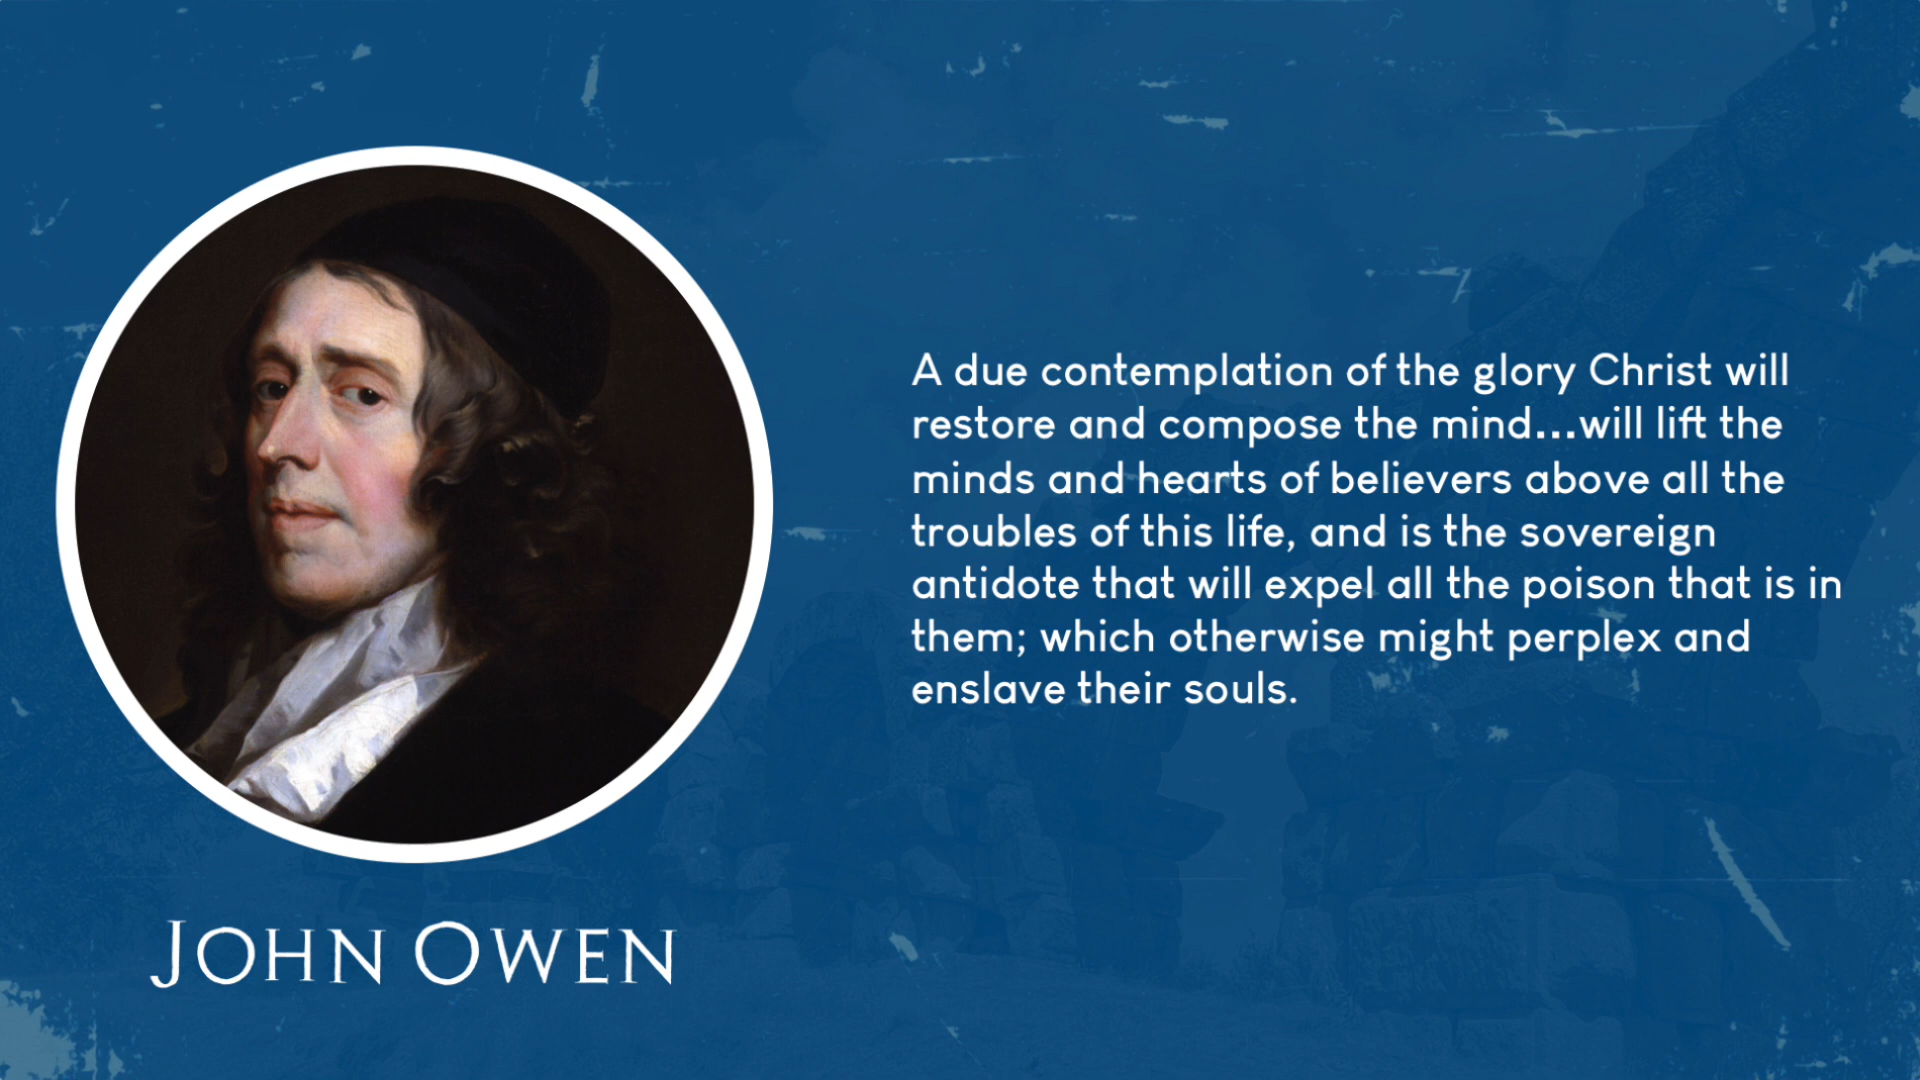 A due contemplation of the glory Christ will
restore and compose the mind...will lift the
minds and hearts of believers above all the
troubles of this life, and is the sovereign
antidote that will expel all the poison that is in
them; which otherwise might perplex and
enslave their souls.
JOHN OWEN